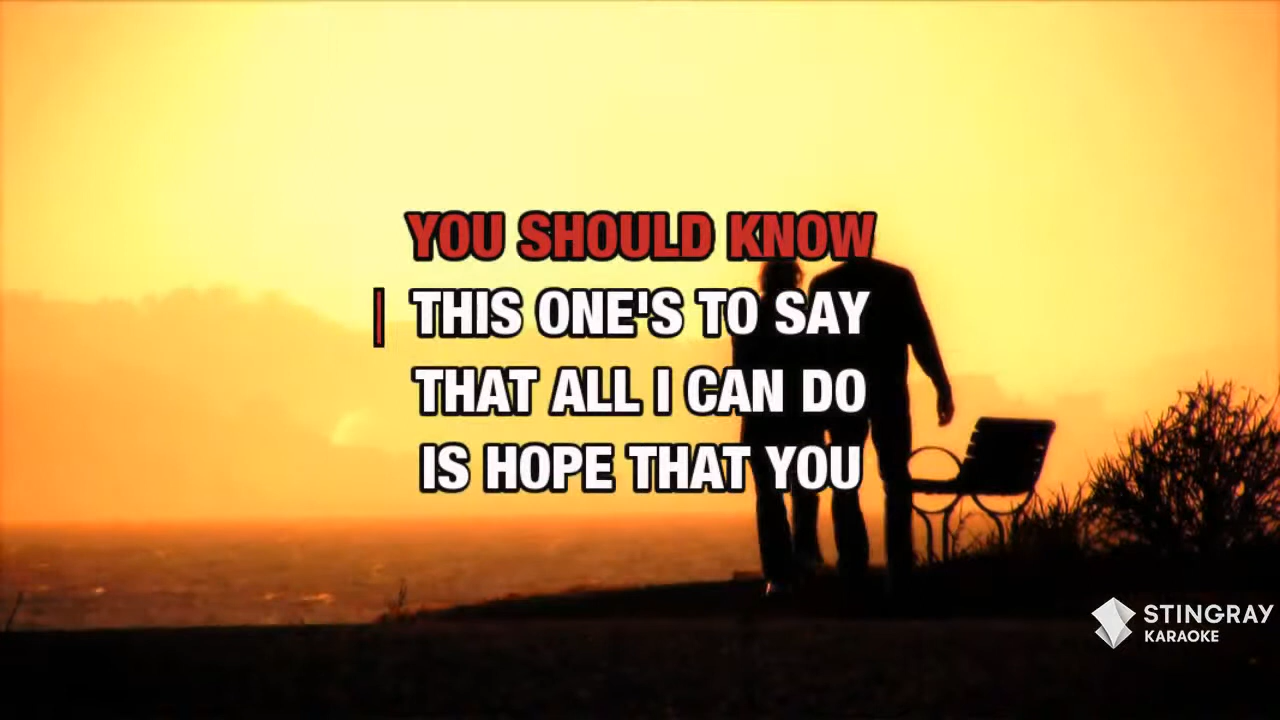 YOU SHOULD KNOW
THIS ONE'S TO SAY
THAT ALL I CAN DO
IS HOPE THAT YOU
STINGRAY
KARAOKE